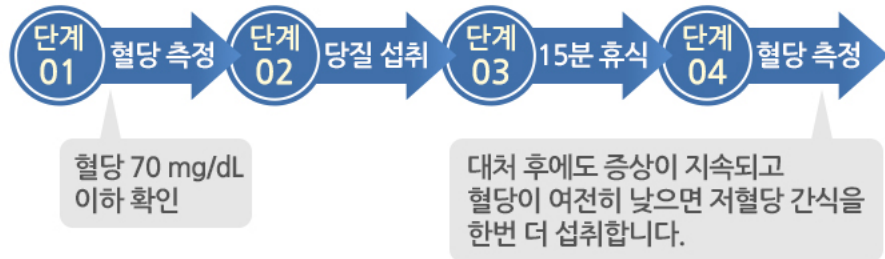 단계
01
혈당 측정
단계
02
당질 섭취
단계
03
15분 휴식
단계
04
혈당 측정
혈당 70 mg/dL
이하 확인
대처 후에도 증상이 지속되고
혈당이 여전히 낮으면 저혈당 간식을
한번 더 섭취합니다.